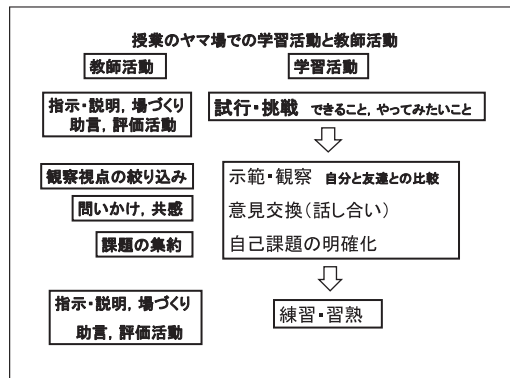 授業のヤマ場での学習活動と教師活動
教師活動
学習活動
指示・説明，場づくり
助言，評価活動
試行・挑戦 できること，やってみたいこと
観察視点の絞り込み
問いかけ，共感
課題の集約
示範・観察 自分と友達との比較
意見交換（話し合い）
自己課題の明確化
指示・説明，場づくり
助言，評価活動
練習・習熟